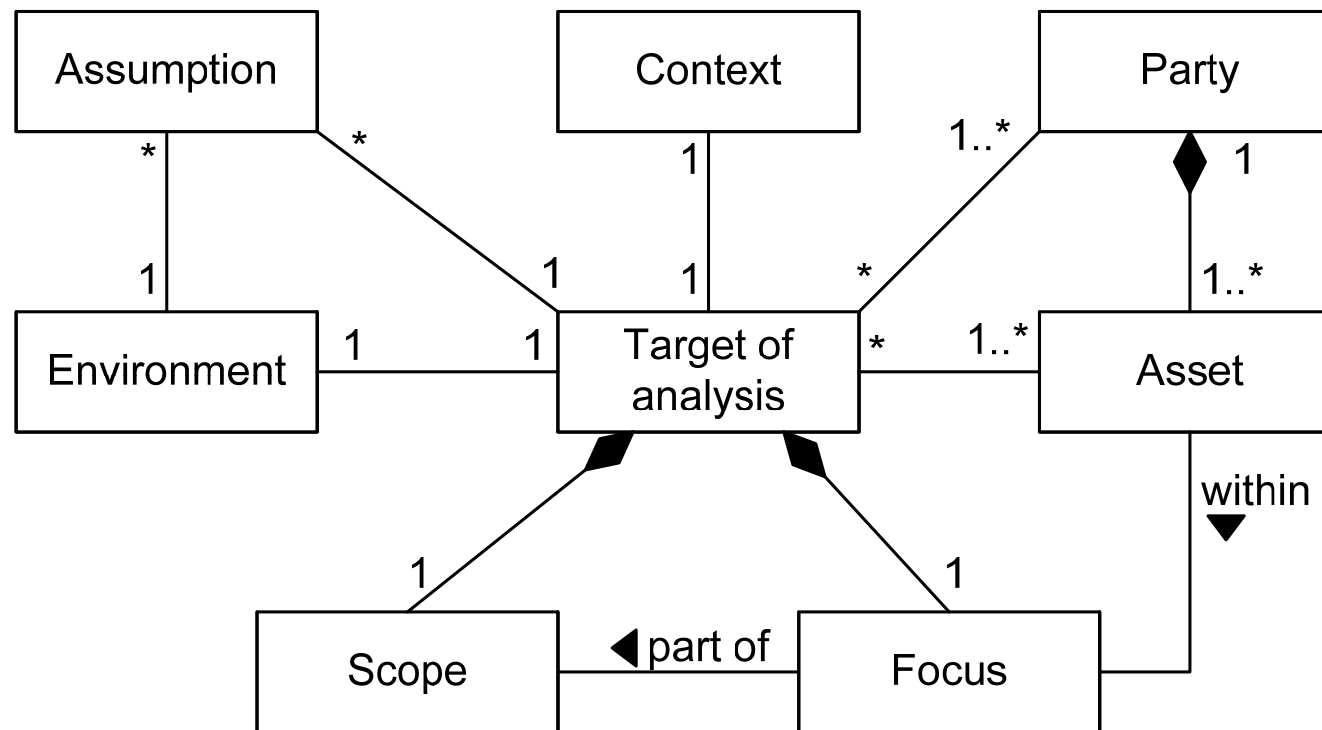 Assumption
Context
Party
*
*
1
1..*
1
1
1
1
*
1..*
Environment
1
1
Target of
analysis
*
1..*
Asset
within
1
1
Scope
part of
Focus